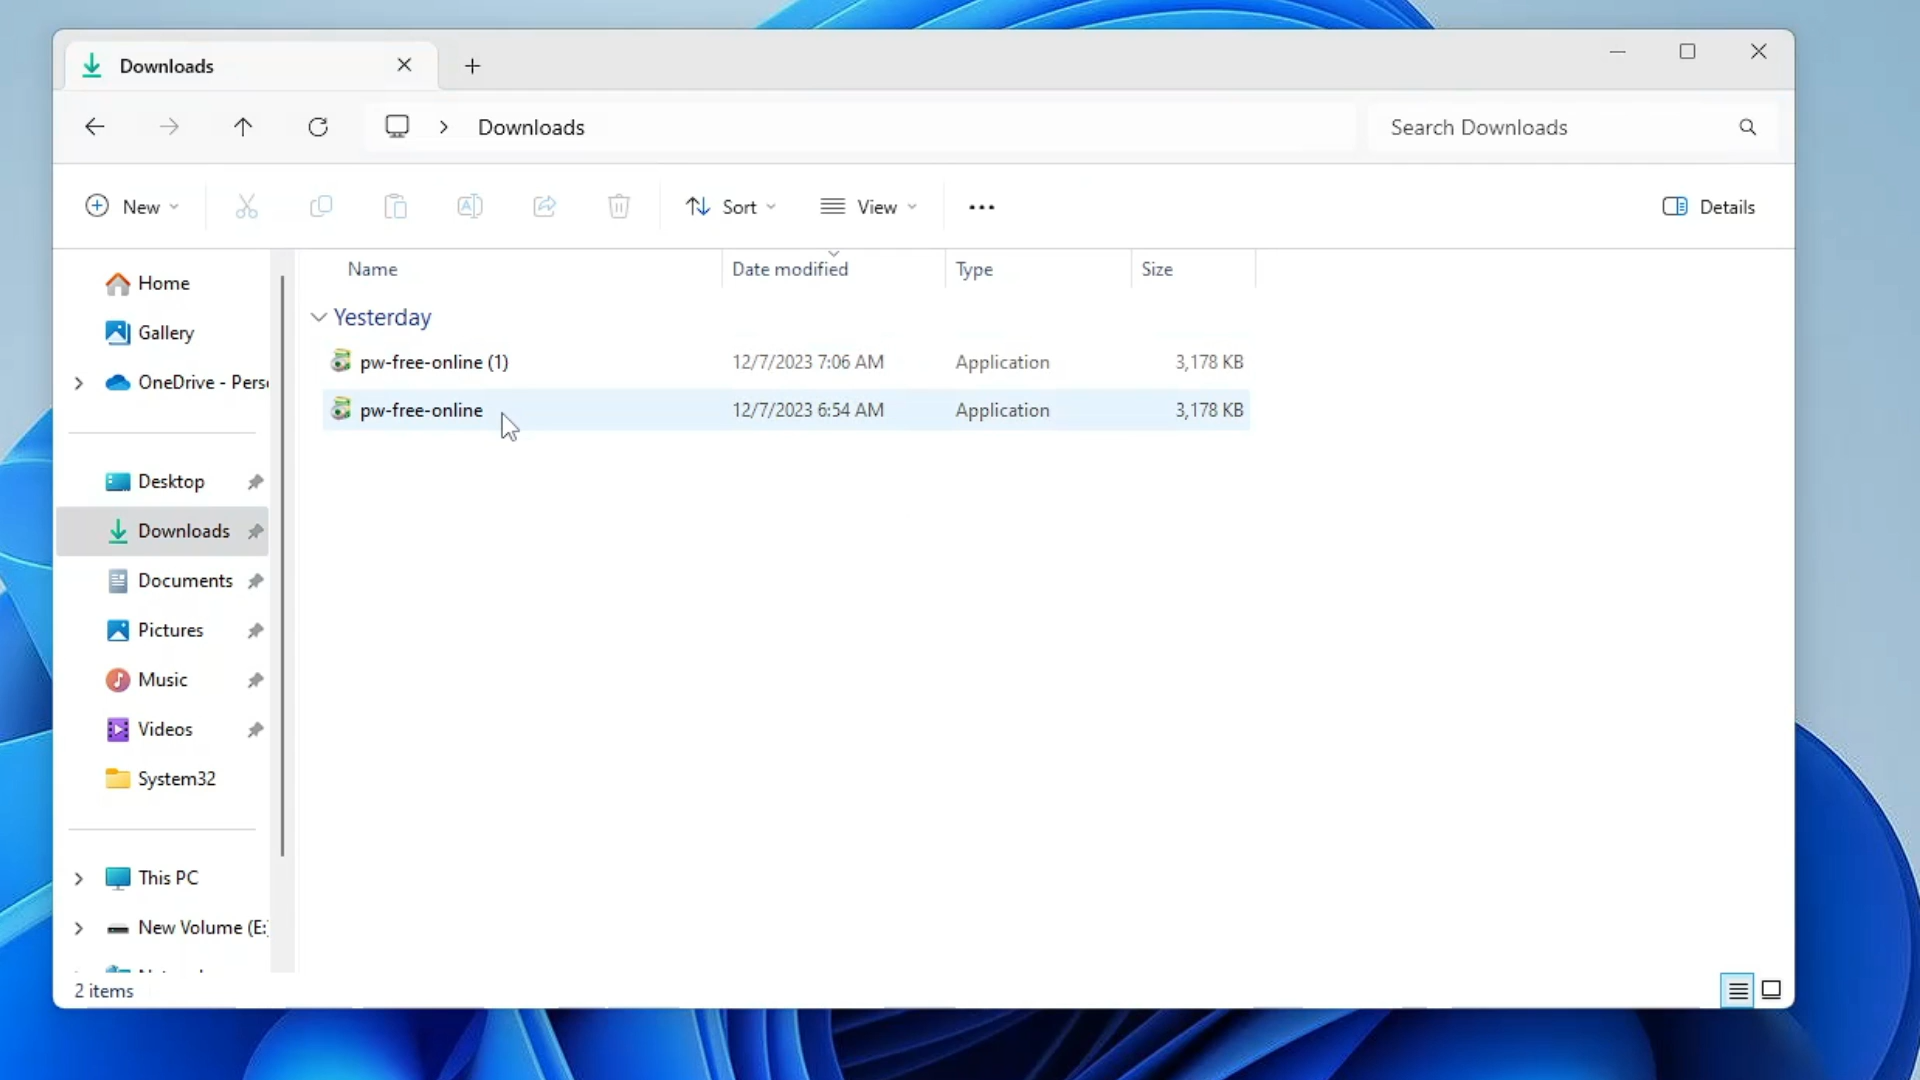 Downloads
Downloads
Search Downloads
New
Sort
View
Details
Home
Gallery
OneDrive - Perso
Desktop
Downloads
Documents
Pictures
Music
Videos
System32
This PC
New Volume (E:)
Name Date modified Type Size
Yesterday
pw-free-online (1) 12/7/2023 7:06 AM Application 3,178 KB
pw-free-online 12/7/2023 6:54 AM Application 3,178 KB
2 items